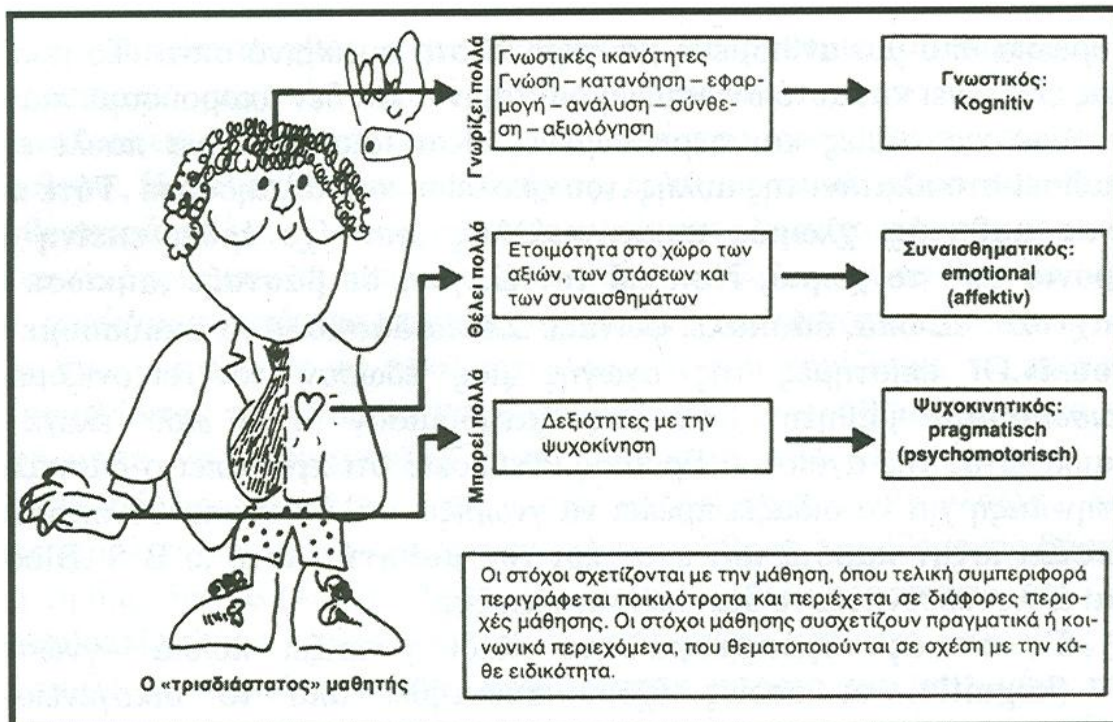 Γνωρίζει πολλά
Γνωστικές ικανότητες
Γνώση – κατανόηση – εφαρ-
μογή – ανάλυση – σύνθε-
ση – αξιολόγηση
Γνωστικός:
Kognitiv
Θέλει πολλά
Ετοιμότητα στο χώρο των
αξιών, των στάσεων και
των συναισθημάτων
Συναισθηματικός:
emotional
(affektiv)
Μπορεί πολλά
Δεξιότητες με την
ψυχοκίνηση
Ψυχοκινητικός:
pragmatisch
(psychomotorisch)
Οι στόχοι σχετίζονται με την μάθηση, όπου τελική συμπεριφορά
περιγράφεται ποικιλότροπα και περιέχεται σε διάφορες περιο-
χές μάθησης. Οι στόχοι μάθησης συσχετίζουν πραγματικά ή κοι-
νωνικά περιεχόμενα, που θεματοποιούνται σε σχέση με την κά-
θε ειδικότητα.
Ο «τρισδιάστατος» μαθητής